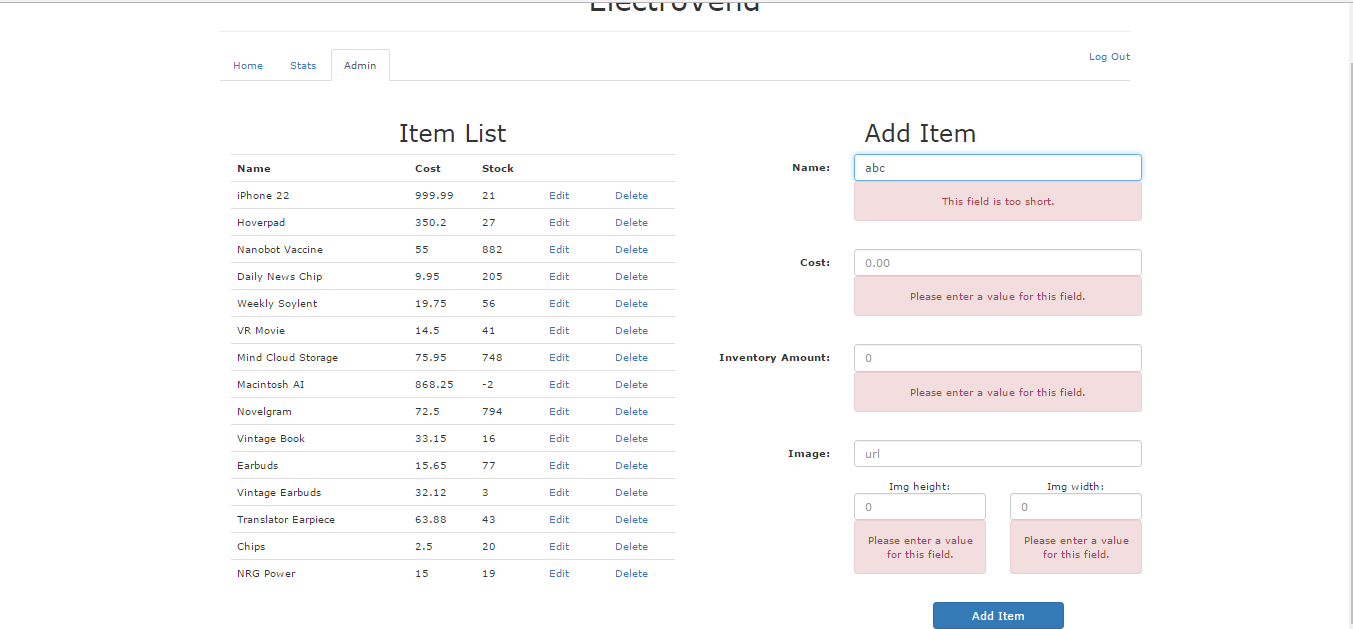 ElectroVend
Home Stats Admin Log Out
Item List
Name Cost Stock
iPhone 22 999.99 21 Edit Delete
Hoverpad 350.2 27 Edit Delete
Nanobot Vaccine 55 882 Edit Delete
Daily News Chip 9.95 205 Edit Delete
Weekly Soylent 19.75 56 Edit Delete
VR Movie 14.5 41 Edit Delete
Mind Cloud Storage 75.95 748 Edit Delete
Macintosh AI 868.25 -2 Edit Delete
Novelgram 72.5 794 Edit Delete
Vintage Book 33.15 16 Edit Delete
Earbuds 15.65 77 Edit Delete
Vintage Earbuds 32.12 3 Edit Delete
Translator Earpiece 63.88 43 Edit Delete
Chips 2.5 20 Edit Delete
NRG Power 15 19 Edit Delete
Add Item
Name: abc
This field is too short.
Cost: 0.00
Please enter a value for this field.
Inventory Amount: 0
Please enter a value for this field.
Image: url
Img height: Img width:
0 0
Please enter a value Please enter a value
for this field. for this field.
Add Item